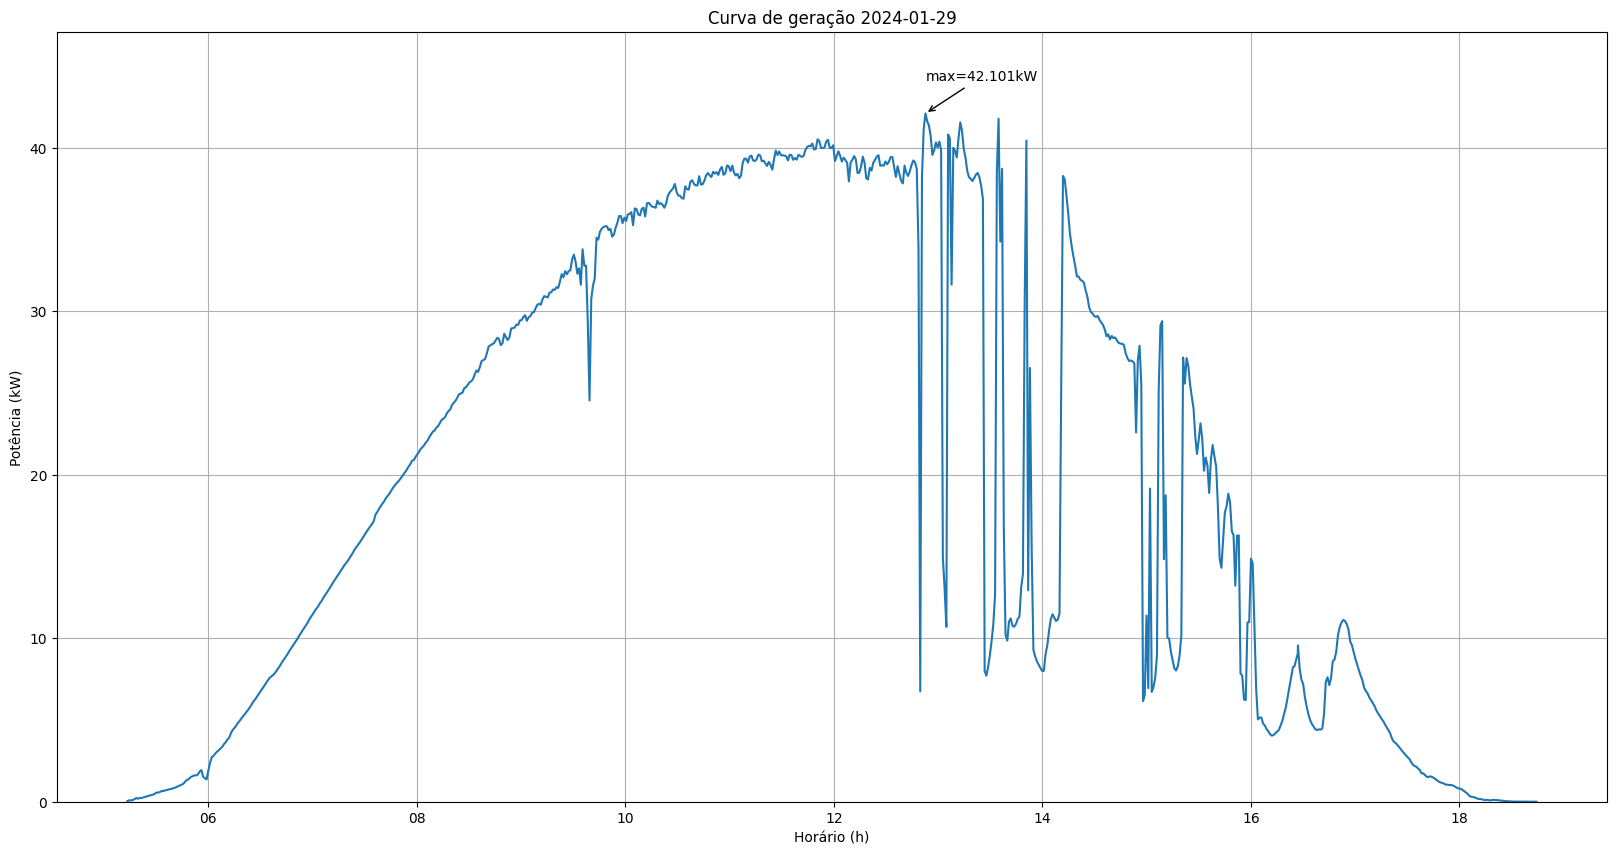 Curva de geração 2024-01-29
max=42.101kW
Potência (kW)
40
30
20
10
0
06 08 10 12 14 16 18
Horário (h)